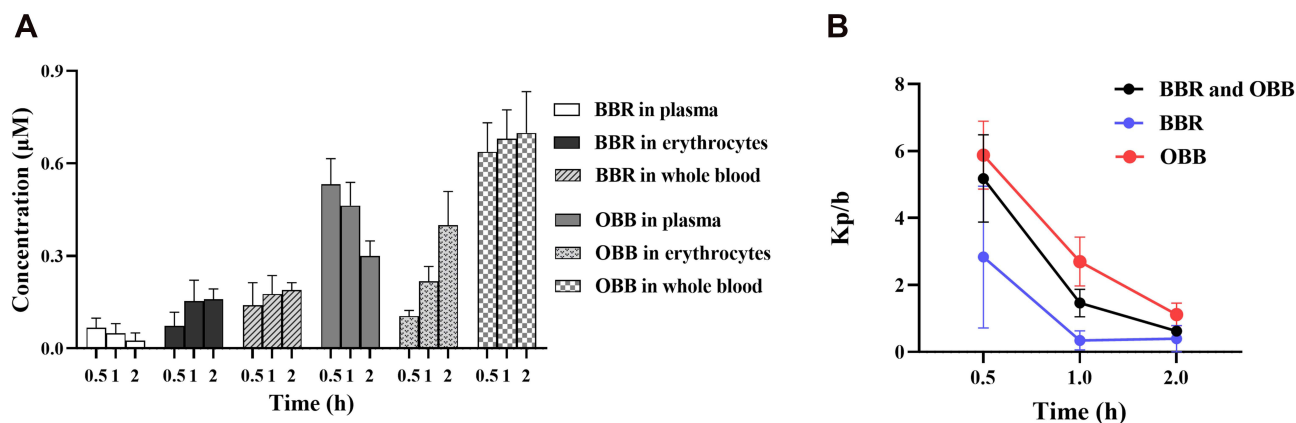 A
Concentration (μM)
0.9
0.6
0.3
0.0
0.5 1 2 0.5 1 2 0.5 1 2 0.5 1 2 0.5 1 2 0.5 1 2
Time (h)
BBR in plasma
BBR in erythrocytes
BBR in whole blood
OBB in plasma
OBB in erythrocytes
OBB in whole blood
B
Kp/b
8
6
4
2
0
0.5 1.0 2.0
Time (h)
BBR and OBB
BBR
OBB